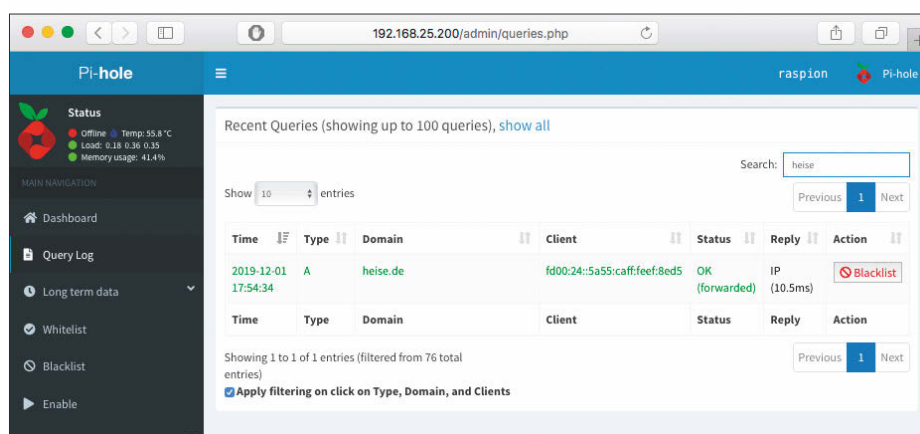 192.168.25.200/admin/queries.php
Pi-hole
raspion
Pi-hole
Status
Offline Temp: 55.8 °C
Load: 0.18 0.36 0.35
Memory usage: 41.4%
MAIN NAVIGATION
Dashboard
Query Log
Long term data
Whitelist
Blacklist
Enable
Recent Queries (showing up to 100 queries), show all
Search: heise
Show 10 entries
Previous 1 Next
Time Type Domain Client Status Reply Action
2019-12-01 A heise.de fd00:24::5a55:caff:feef:8ed5 OK IP Blacklist
17:54:34 (forwarded) (10.5ms)
Time Type Domain Client Status Reply Action
Showing 1 to 1 of 1 entries (filtered from 76 total
entries)
Previous 1 Next
Apply filtering on click on Type, Domain, and Clients